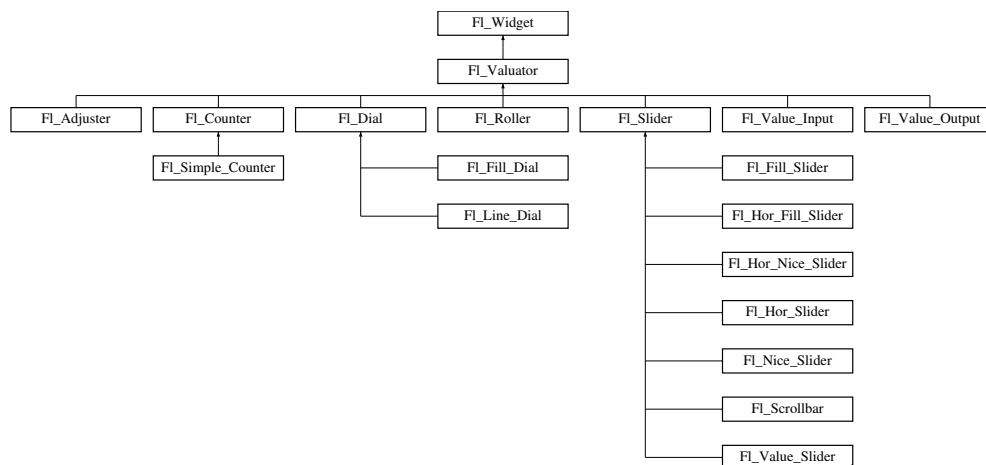 Fl_Widget
Fl_Valuator
Fl_Adjuster Fl_Counter Fl_Dial Fl_Roller Fl_Slider Fl_Value_Input Fl_Value_Output
Fl_Simple_Counter Fl_Fill_Dial Fl_Fill_Slider
Fl_Line_Dial Fl_Hor_Fill_Slider
Fl_Hor_Nice_Slider
Fl_Hor_Slider
Fl_Nice_Slider
Fl_Scrollbar
Fl_Value_Slider